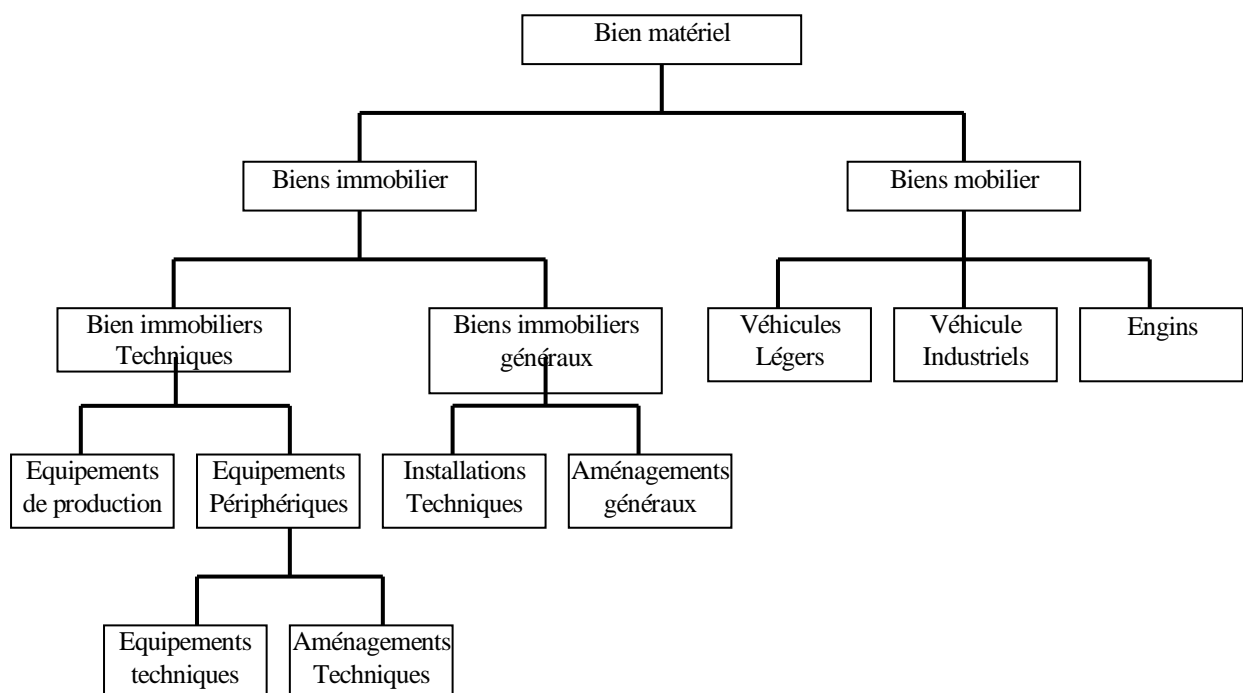 Bien matériel
Biens immobilier
Biens mobilier
Bien immobiliers
Techniques
Biens immobiliers
généraux
Véhicules
Légers
Véhicule
Industriels
Engins
Equipements
de production
Equipements
Périphériques
Installations
Techniques
Aménagements
généraux
Equipements
techniques
Aménagements
Techniques